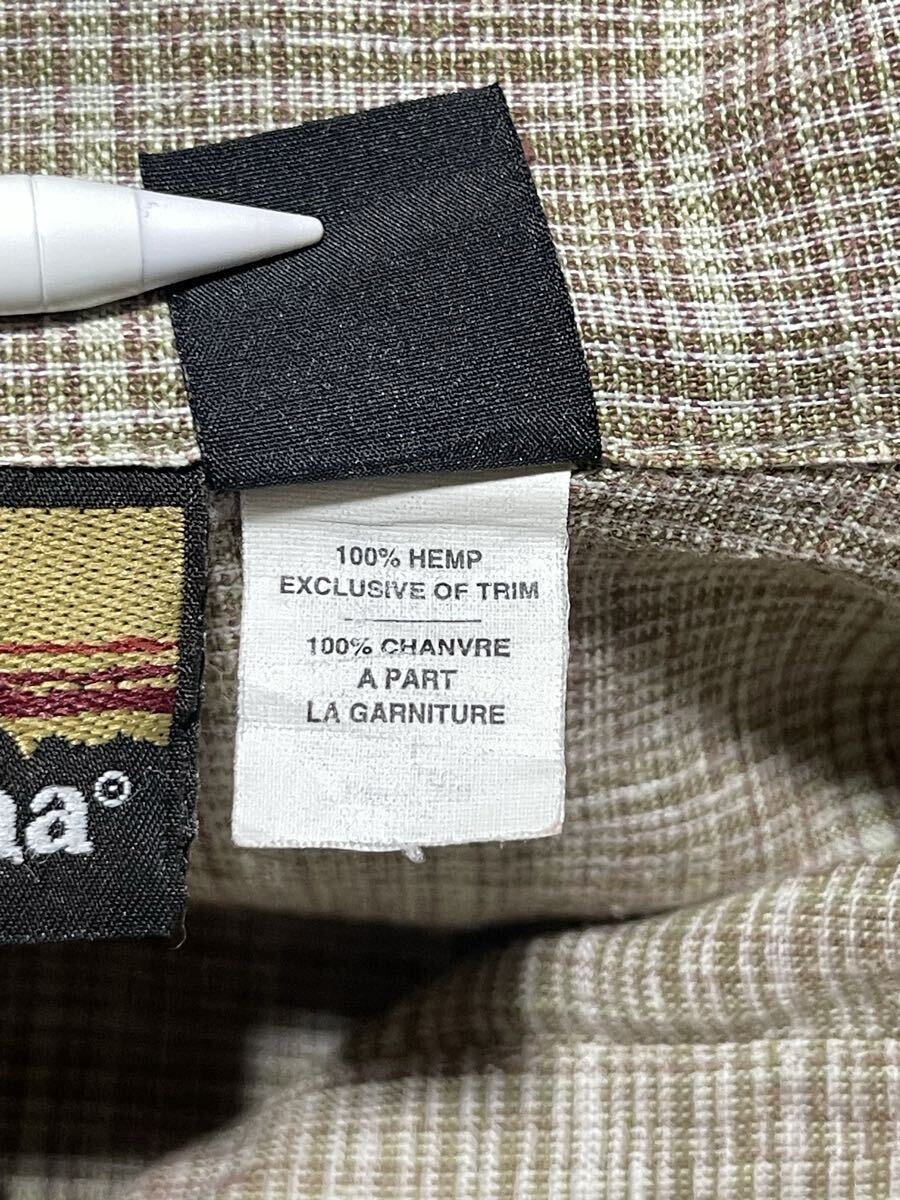 100% HEMP
EXCLUSIVE OF TRIM
100% CHANVRE
A PART
LA GARNITURE